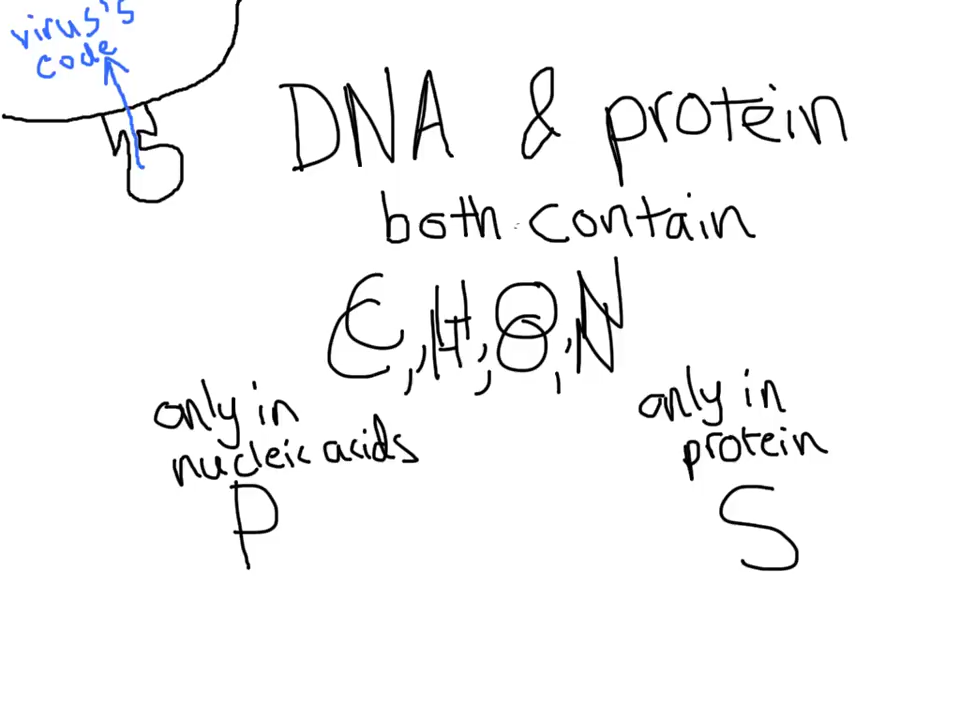 virus's
code
DNA & protein
both contain
C, H, O, N
only in
nucleic acids
P
only in
protein
S